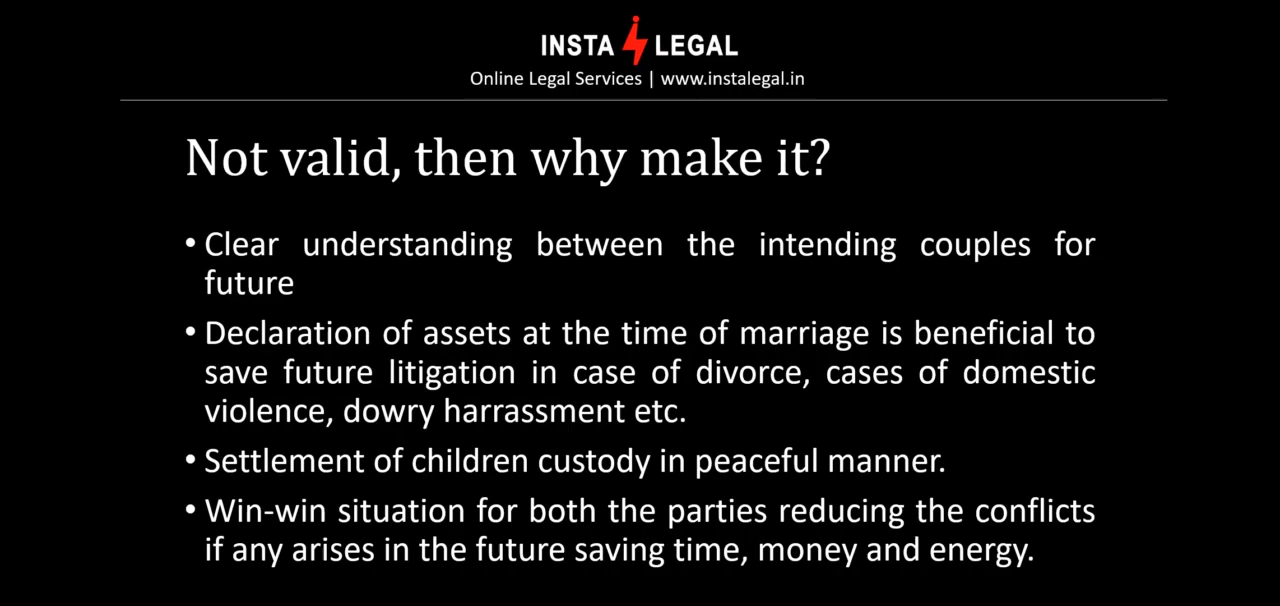 INSTA LEGAL
Online Legal Services | www.instalegal.in
Not valid, then why make it?
• Clear understanding between the intending couples for
future
• Declaration of assets at the time of marriage is beneficial to
save future litigation in case of divorce, cases of domestic
violence, dowry harrassment etc.
• Settlement of children custody in peaceful manner.
• Win-win situation for both the parties reducing the conflicts
if any arises in the future saving time, money and energy.